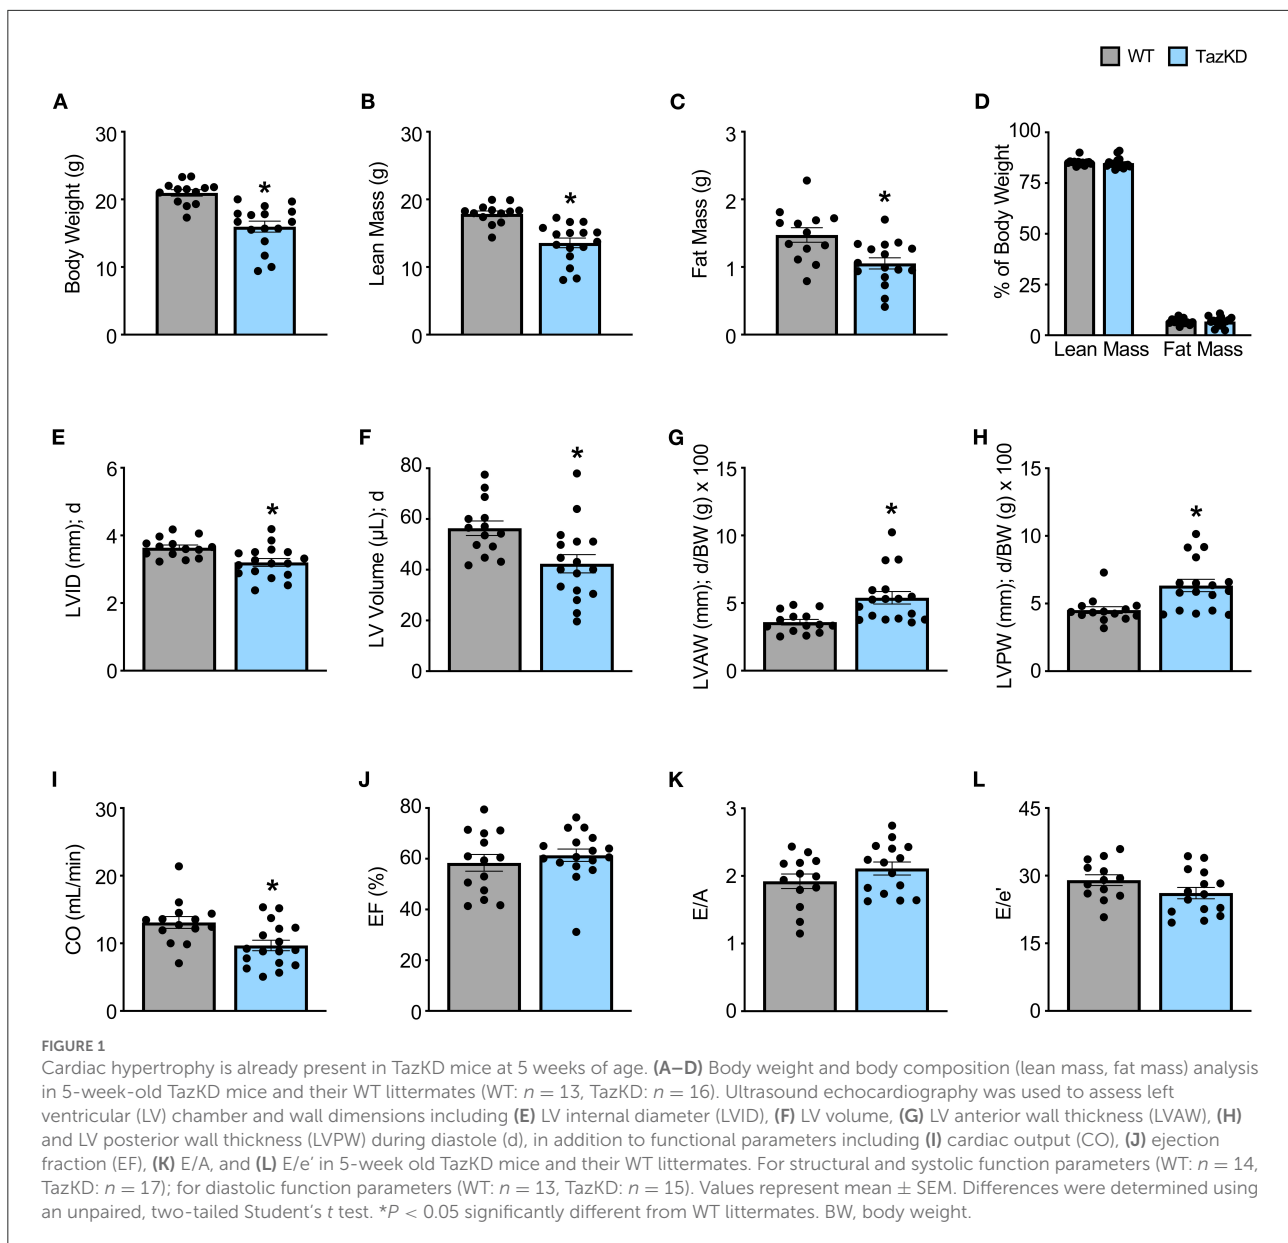 WT TazKD
A B C D
30
20
10
0
Body Weight (g)
*
30
20
10
0
Lean Mass (g)
*
3
2
1
0
Fat Mass (g)
*
100
75
50
25
0
% of Body Weight
Lean Mass Fat Mass
E F G H
6
4
2
0
LVID (mm); d
*
80
60
40
20
0
LV Volume (µL); d
*
15
10
5
0
LVAW (mm); d/BW (g) x 100
*
15
10
5
0
LVPW (mm); d/BW (g) x 100
*
I J K L
30
20
10
0
CO (mL/min)
*
80
60
40
20
0
EF (%)
3
2
1
0
E/A
45
30
15
0
E/e'
FIGURE 1
Cardiac hypertrophy is already present in TazKD mice at 5 weeks of age. (A–D) Body weight and body composition (lean mass, fat mass) analysis
in 5-week-old TazKD mice and their WT littermates (WT: n = 13, TazKD: n = 16). Ultrasound echocardiography was used to assess left
ventricular (LV) chamber and wall dimensions including (E) LV internal diameter (LVID), (F) LV volume, (G) LV anterior wall thickness (LVAW), (H)
and LV posterior wall thickness (LVPW) during diastole (d), in addition to functional parameters including (I) cardiac output (CO), (J) ejection
fraction (EF), (K) E/A, and (L) E/e’ in 5-week old TazKD mice and their WT littermates. For structural and systolic function parameters (WT: n = 14,
TazKD: n = 17); for diastolic function parameters (WT: n = 13, TazKD: n = 15). Values represent mean ± SEM. Differences were determined using
an unpaired, two-tailed Student’s t test. *P < 0.05 significantly different from WT littermates. BW, body weight.